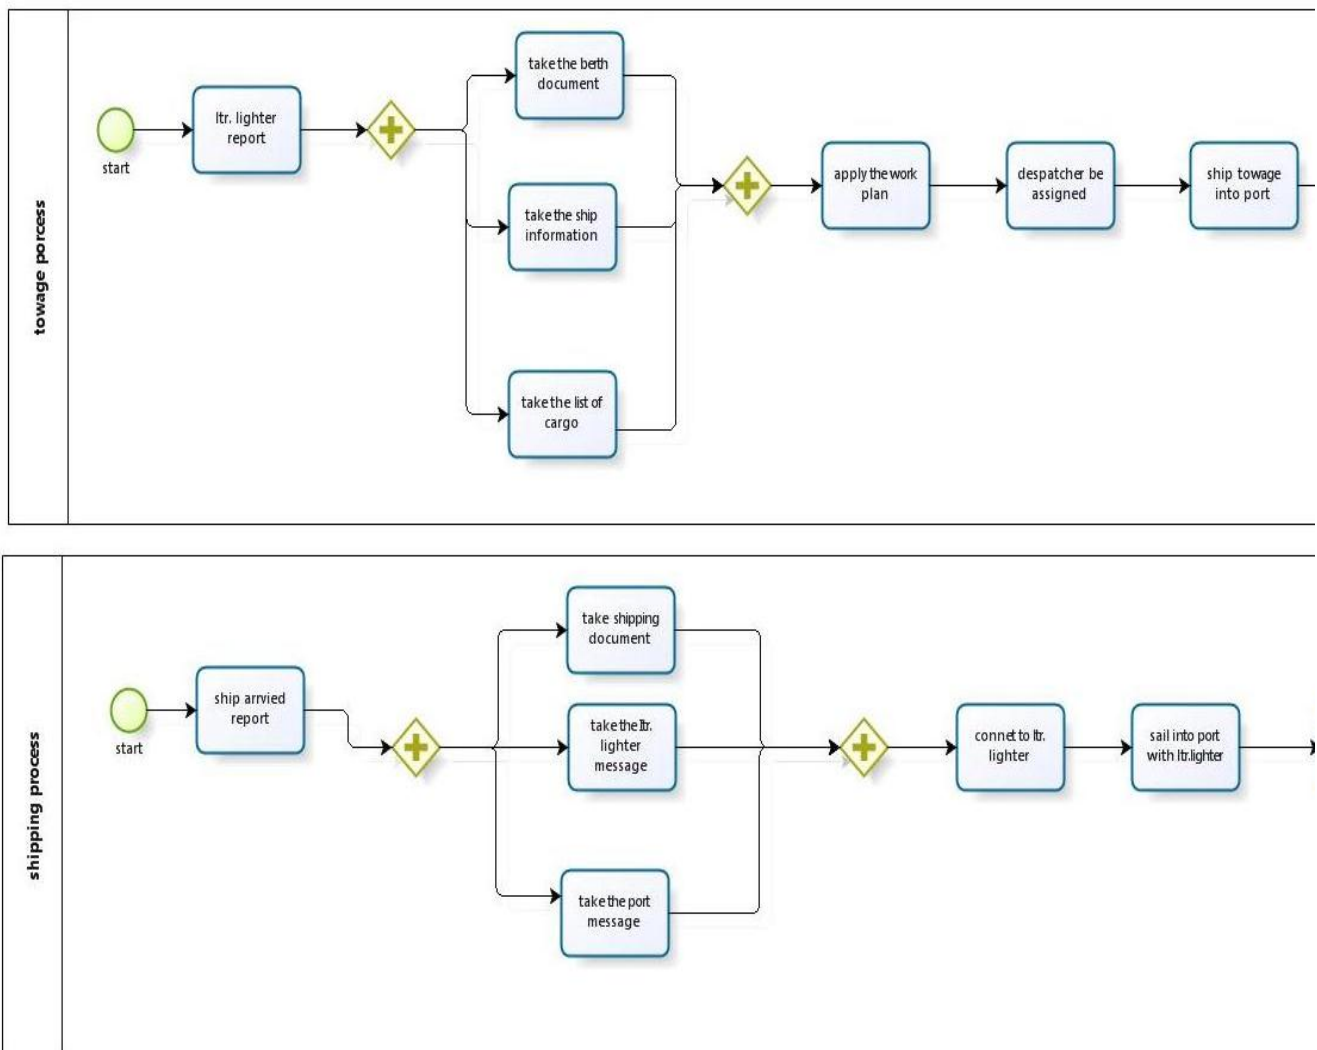 towage porcess
start
ltr. lighter
report
take the berth
document
take the ship
information
take the list of
cargo
apply the work
plan
despatcher be
assigned
ship towage
into port
shipping process
start
ship arrvied
report
take shipping
document
take the ltr.
lighter
message
take the port
message
connet to ltr.
lighter
sail into port
with ltr.lighter